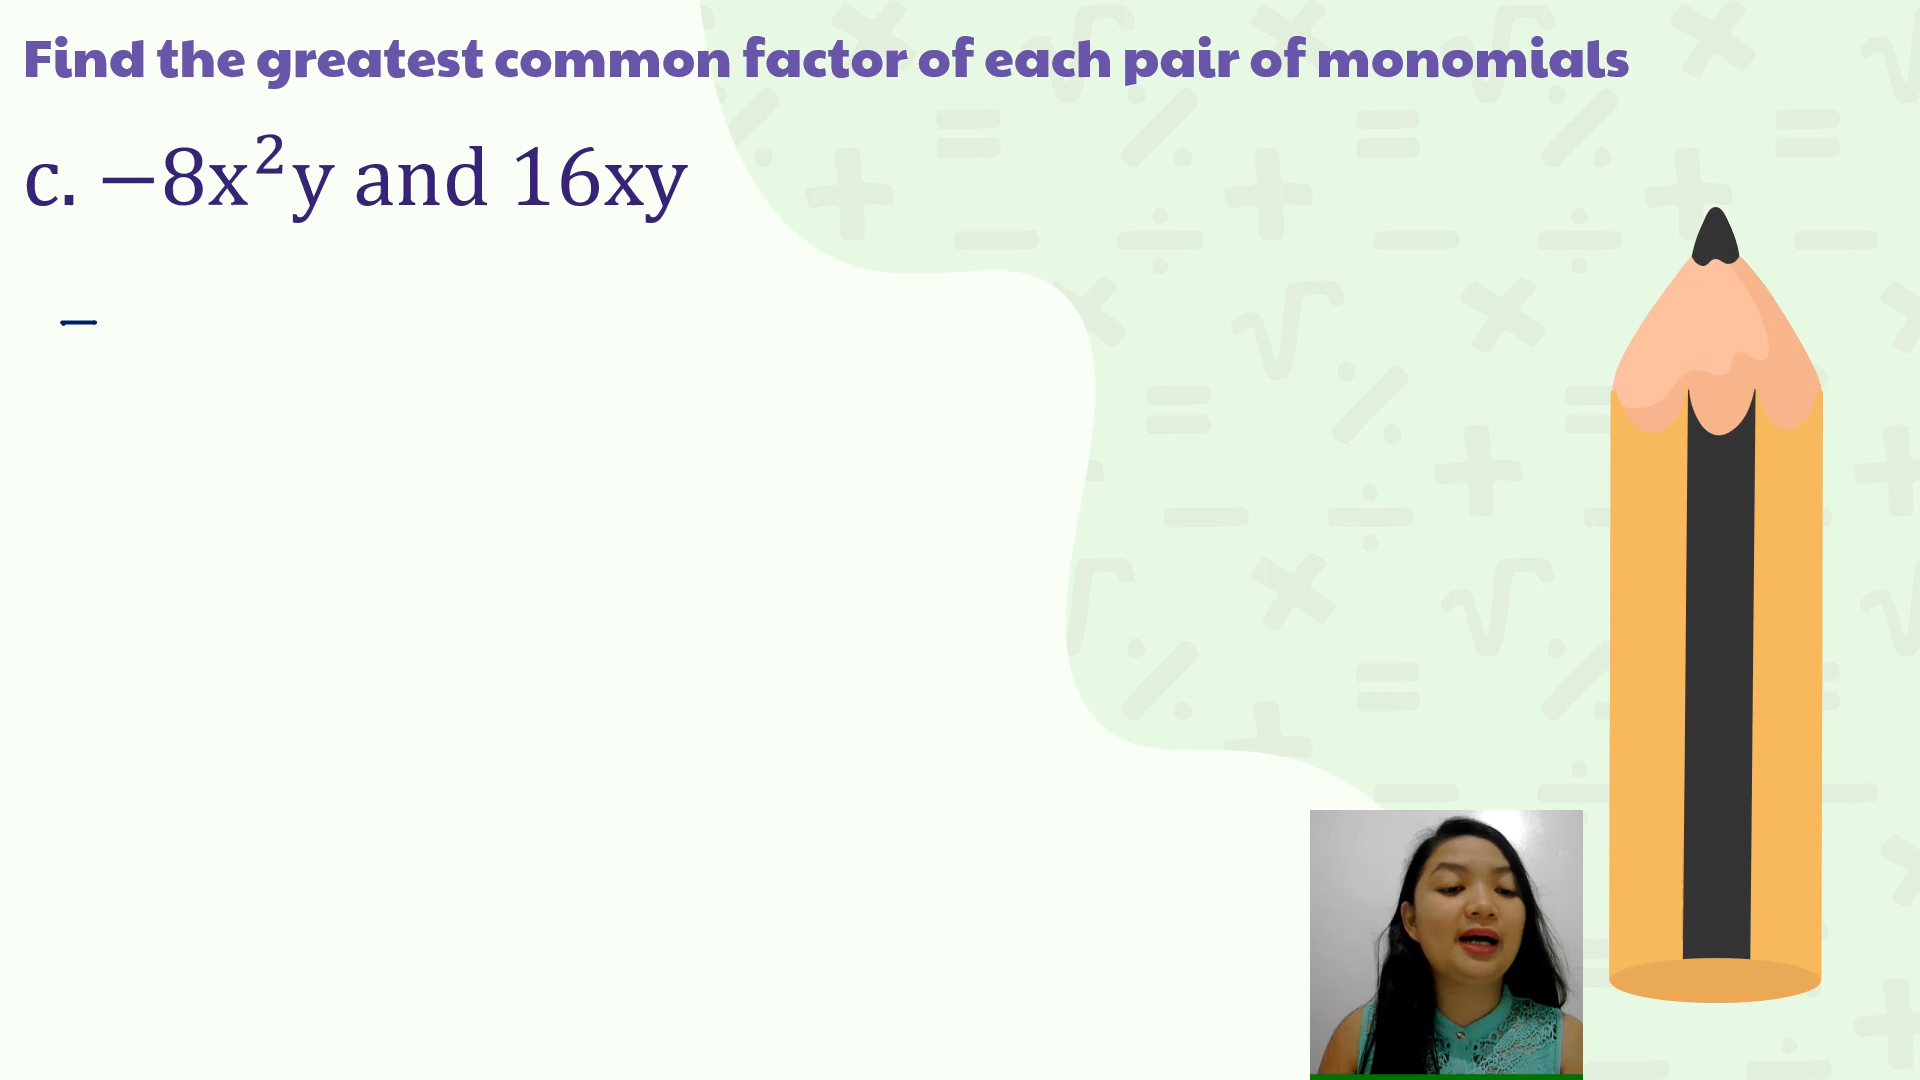 Find the greatest common factor of each pair of monomials
c. −8x²y and 16xy
−